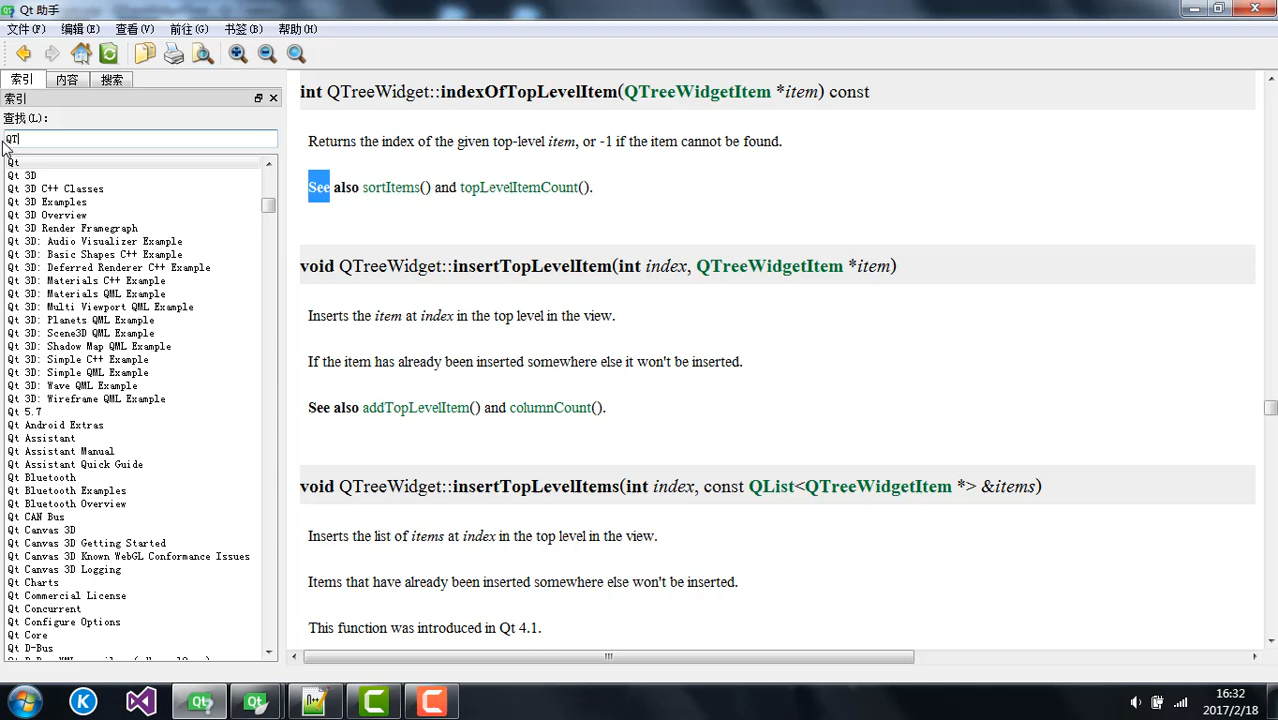 Qt 助手
文件(F) 编辑(E) 查看(V) 前往(G) 书签(B) 帮助(H)
索引 内容 搜索
索引
查找(L):
QT
Qt
Qt 3D
Qt 3D C++ Classes
Qt 3D Examples
Qt 3D Overview
Qt 3D Render Framegraph
Qt 3D: Audio Visualizer Example
Qt 3D: Basic Shapes C++ Example
Qt 3D: Deferred Renderer C++ Example
Qt 3D: Materials C++ Example
Qt 3D: Materials QML Example
Qt 3D: Multi Viewport QML Example
Qt 3D: Planets QML Example
Qt 3D: Scene3D QML Example
Qt 3D: Shadow Map QML Example
Qt 3D: Simple C++ Example
Qt 3D: Simple QML Example
Qt 3D: Wave QML Example
Qt 3D: Wireframe QML Example
Qt 5.7
Qt Android Extras
Qt Assistant
Qt Assistant Manual
Qt Assistant Quick Guide
Qt Bluetooth
Qt Bluetooth Examples
Qt Bluetooth Overview
Qt CAN Bus
Qt Canvas 3D
Qt Canvas 3D Getting Started
Qt Canvas 3D Known WebGL Conformance Issues
Qt Canvas 3D Logging
Qt Charts
Qt Commercial License
Qt Concurrent
Qt Configure Options
Qt Core
Qt D-Bus
int QTreeWidget::indexOfTopLevelItem(QTreeWidgetItem *item) const
Returns the index of the given top-level item, or -1 if the item cannot be found.
See also sortItems() and topLevelItemCount().
void QTreeWidget::insertTopLevelItem(int index, QTreeWidgetItem *item)
Inserts the item at index in the top level in the view.
If the item has already been inserted somewhere else it won't be inserted.
See also addTopLevelItem() and columnCount().
void QTreeWidget::insertTopLevelItems(int index, const QList<QTreeWidgetItem *> &items)
Inserts the list of items at index in the top level in the view.
Items that have already been inserted somewhere else won't be inserted.
This function was introduced in Qt 4.1.
16:32
2017/2/18